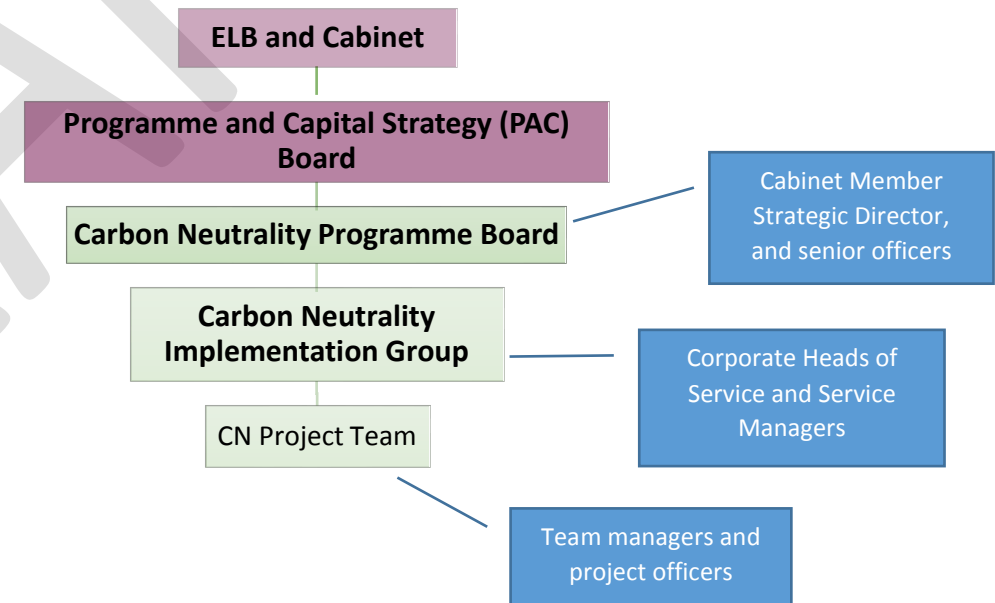 ELB and Cabinet
Programme and Capital Strategy (PAC)
Board
Carbon Neutrality Programme Board
Cabinet Member
Strategic Director,
and senior officers
Carbon Neutrality
Implementation Group
Corporate Heads of
Service and Service
Managers
CN Project Team
Team managers and
project officers